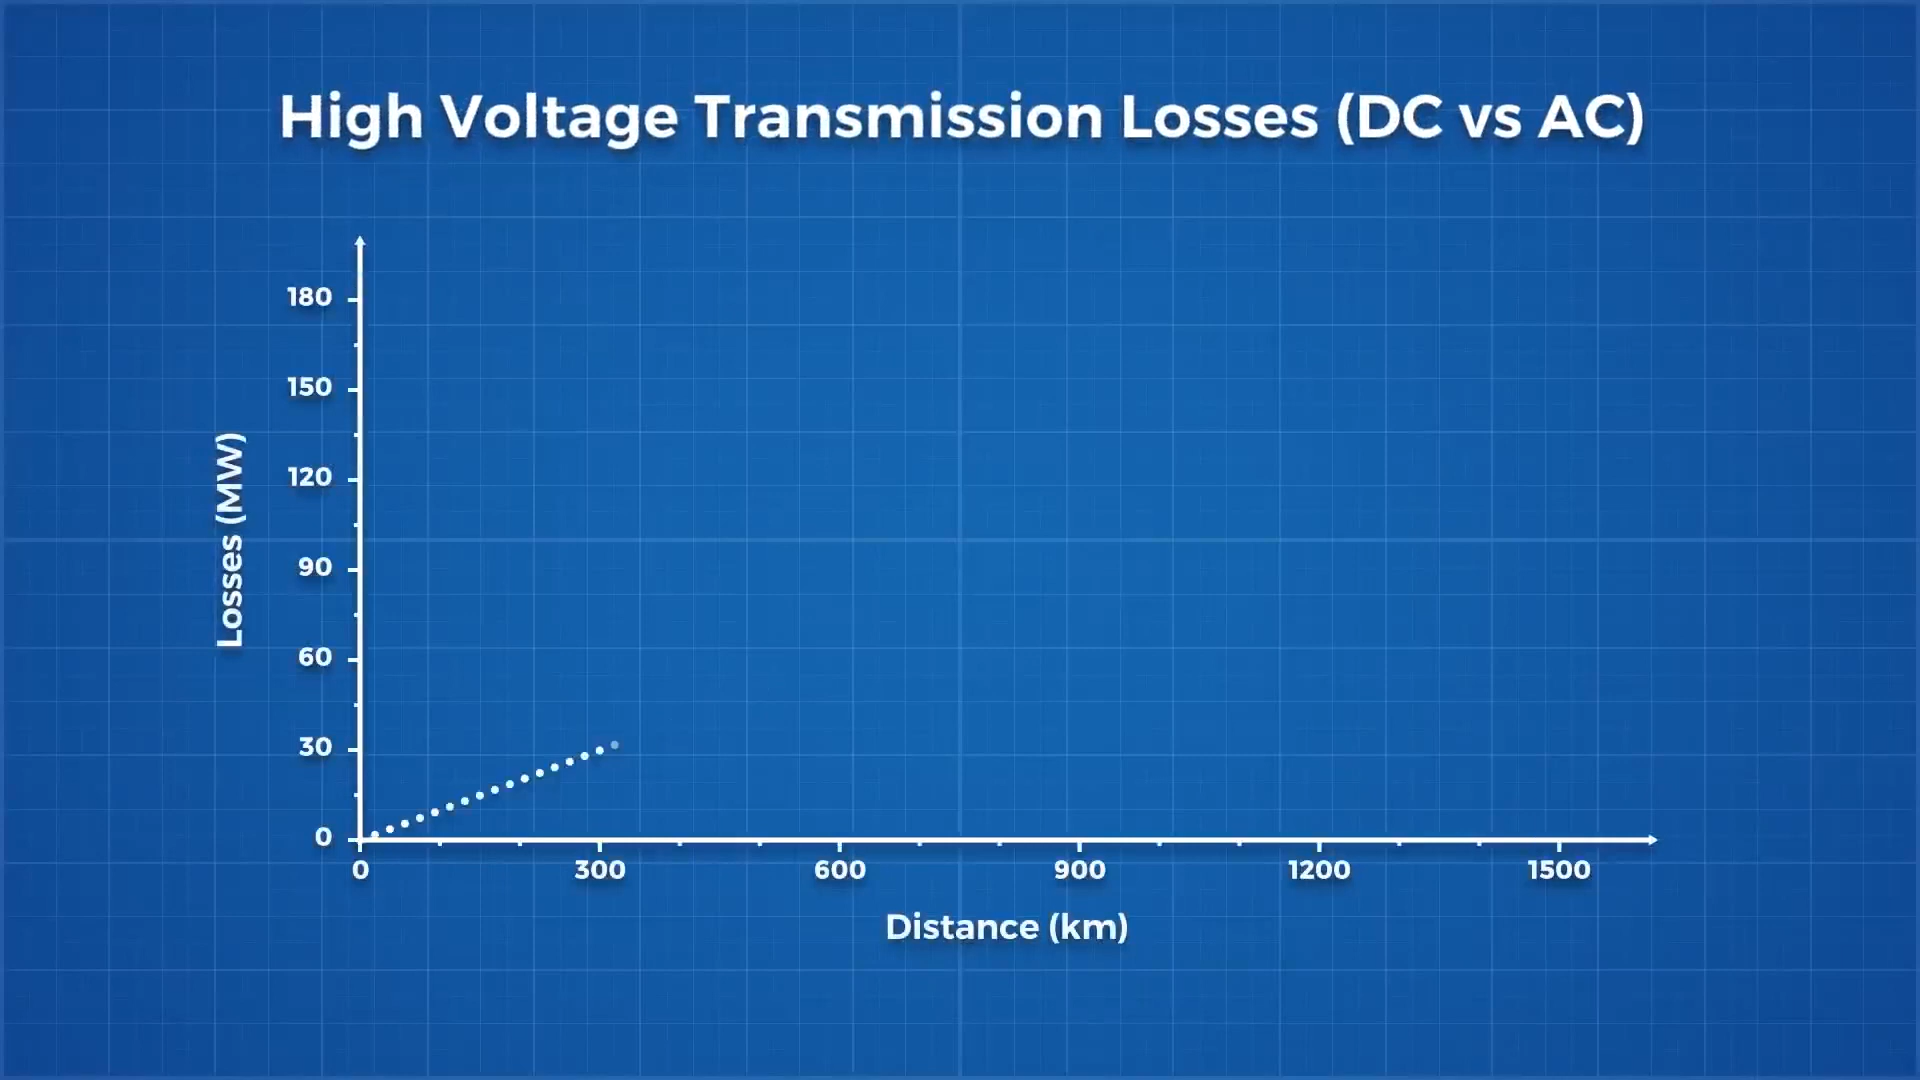 High Voltage Transmission Losses (DC vs AC)
180
150
120
90
60
30
0
Losses (MW)
0 300 600 900 1200 1500
Distance (km)